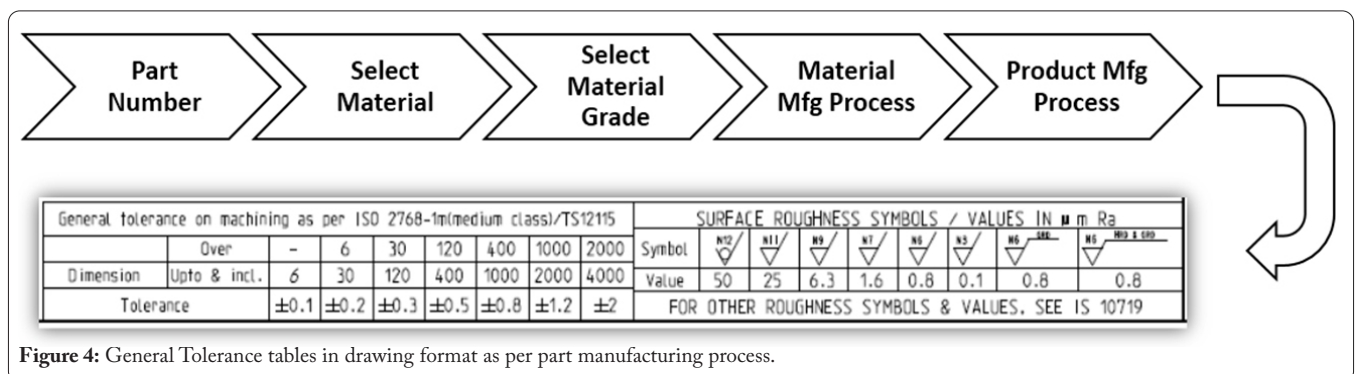 Part
Number
Select
Material
Select
Material
Grade
Material
Mfg Process
Product Mfg
Process
General tolerance on machining as per ISO 2768-1m(medium class)/TS12115
Over - 6 30 120 400 1000 2000
Dimension Upto & incl. 6 30 120 400 1000 2000 4000
Tolerance ±0.1 ±0.2 ±0.3 ±0.5 ±0.8 ±1.2 ±2
SURFACE ROUGHNESS SYMBOLS / VALUES IN μ m Ra
Symbol N12 N11 N9 N7 N6 N3 N6 GRD N6 HRD & GRD
Value 50 25 6.3 1.6 0.8 0.1 0.8 0.8
FOR OTHER ROUGHNESS SYMBOLS & VALUES, SEE IS 10719
Figure 4: General Tolerance tables in drawing format as per part manufacturing process.